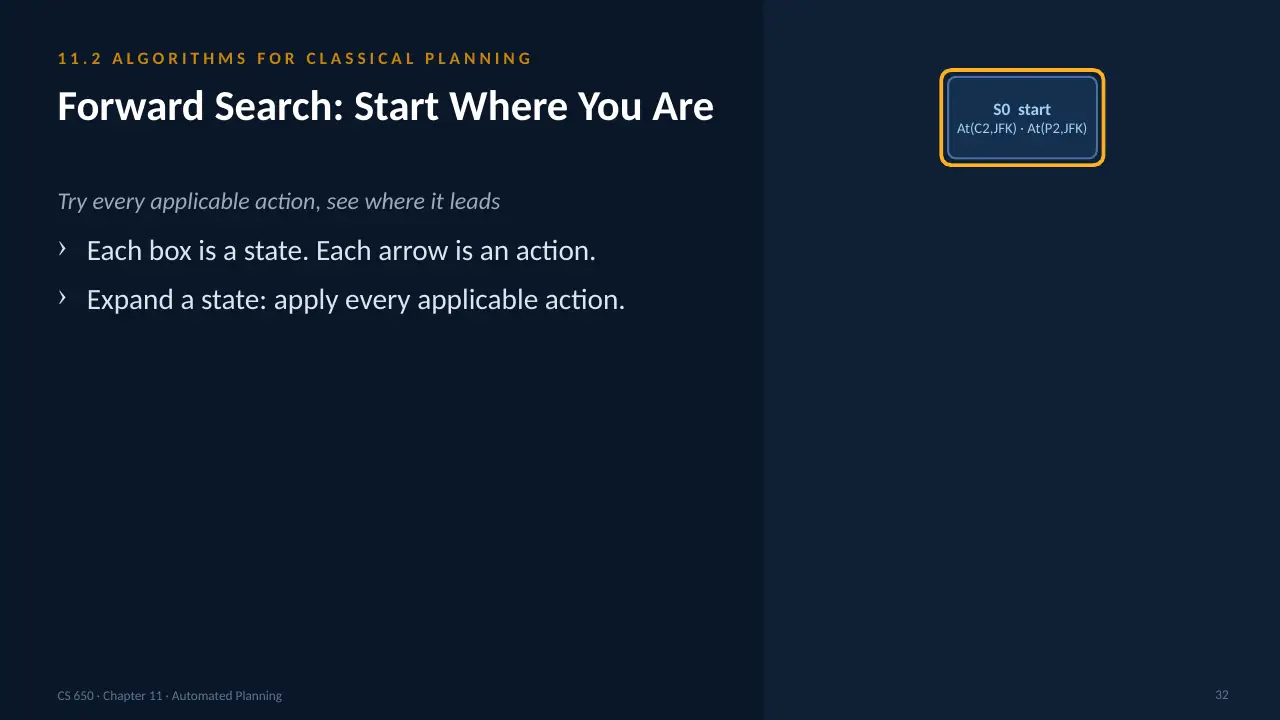 11.2 ALGORITHMS FOR CLASSICAL PLANNING
Forward Search: Start Where You Are
Try every applicable action, see where it leads
› Each box is a state. Each arrow is an action.
› Expand a state: apply every applicable action.
S0 start
At(C2,JFK) · At(P2,JFK)
CS 650 · Chapter 11 · Automated Planning
32